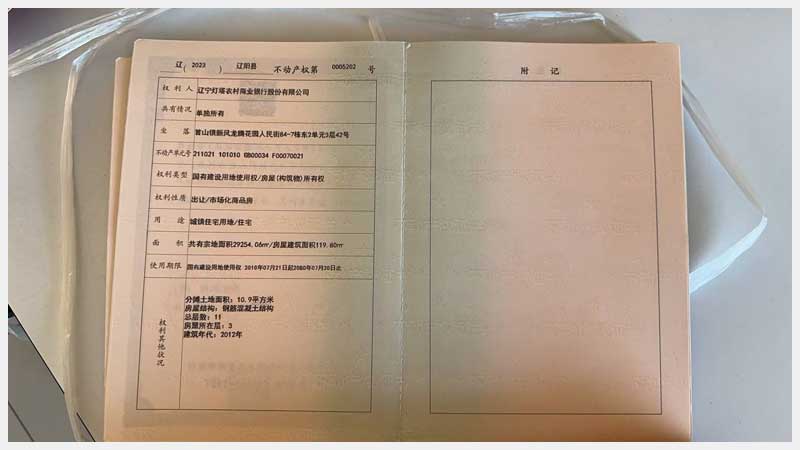 辽 ( 2023 ) 辽阳县 不动产权第 0005202 号
权利人 辽宁灯塔农村商业银行股份有限公司
共有情况 单独所有
坐落 首山镇新风龙腾花园人民街84-7栋东2单元3层42号
不动产单元号 211021 101010 GB00034 F00070021
权利类型 国有建设用地使用权/房屋(构筑物)所有权
权利性质 出让/市场化商品房
用途 城镇住宅用地/住宅
面积 共有宗地面积29254.06㎡/房屋建筑面积119.80㎡
使用期限 国有建设用地使用权 2010年07月21日起2080年07月20日止
权利其他状况
分摊土地面积：10.9平方米
房屋结构：钢筋混凝土结构
总层数：11
房屋所在层：3
建筑年代：2012年
附记